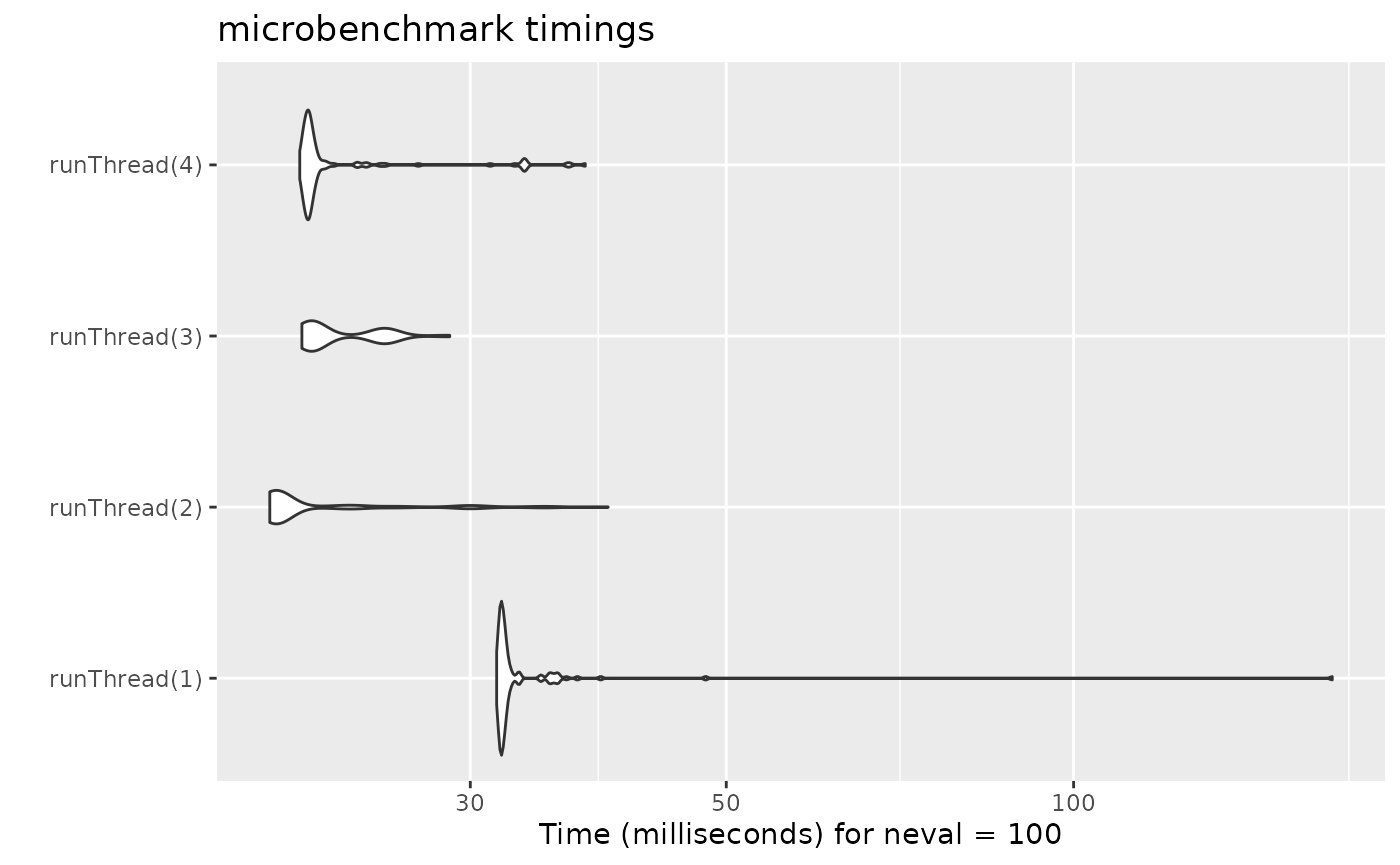 microbenchmark timings
runThread(4)
runThread(3)
runThread(2)
runThread(1)
30 50 100
Time (milliseconds) for neval = 100